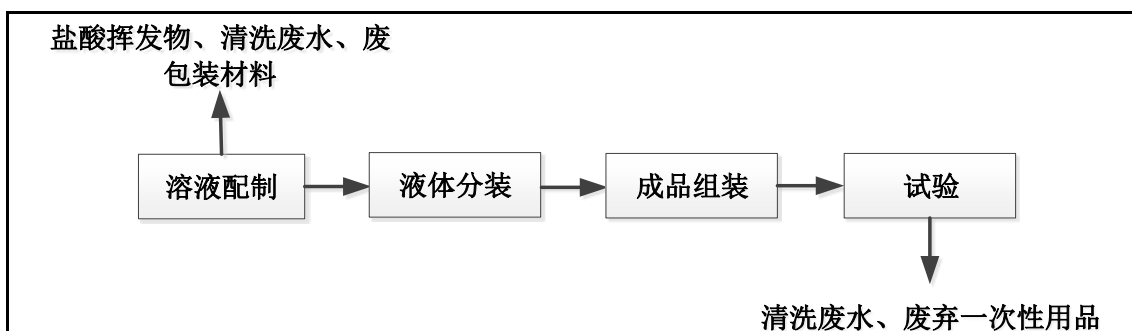 盐酸挥发物、清洗废水、废
包装材料
溶液配制
液体分装
成品组装
试验
清洗废水、废弃一次性用品